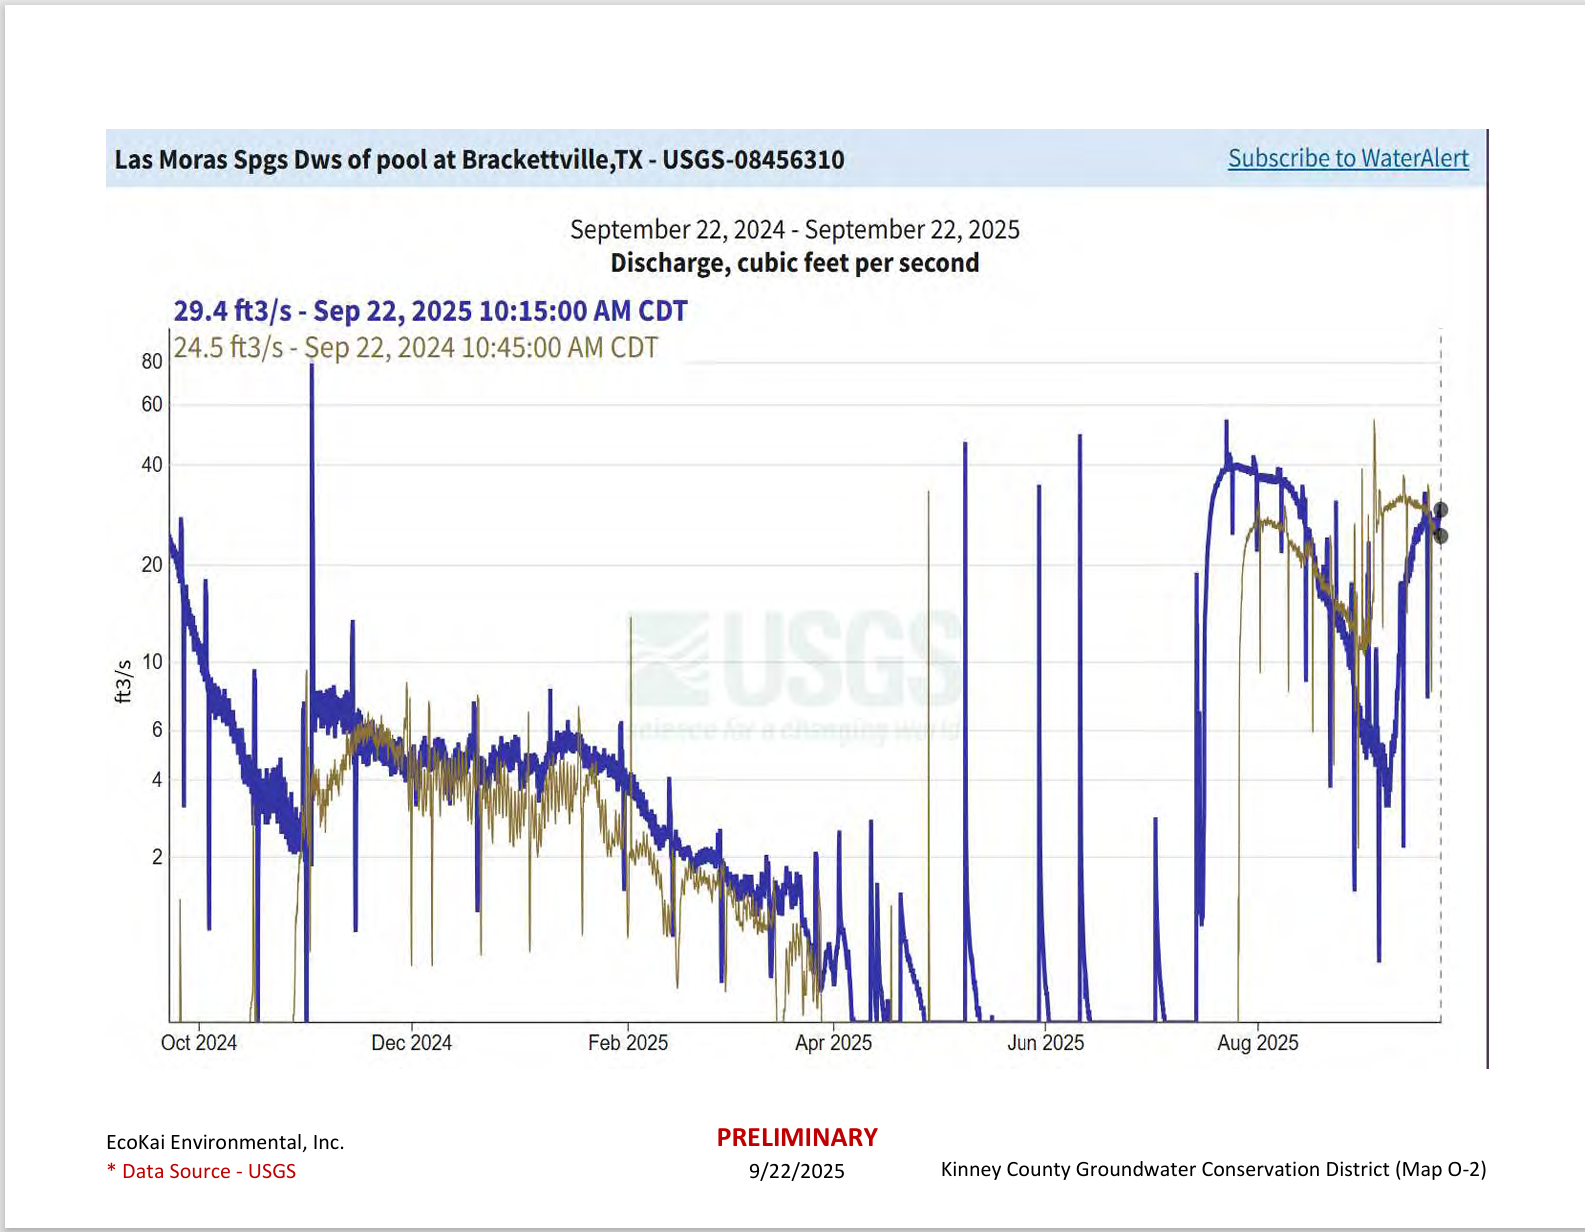 Las Moras Spgs Dws of pool at Brackettville,TX - USGS-08456310
Subscribe to WaterAlert
September 22, 2024 - September 22, 2025
Discharge, cubic feet per second
29.4 ft3/s - Sep 22, 2025 10:15:00 AM CDT
24.5 ft3/s - Sep 22, 2024 10:45:00 AM CDT
80
60
40
20
10
6
4
2
ft3/s
USGS
science for a changing world
Oct 2024
Dec 2024
Feb 2025
Apr 2025
Jun 2025
Aug 2025
EcoKai Environmental, Inc.
* Data Source - USGS
PRELIMINARY
9/22/2025
Kinney County Groundwater Conservation District (Map O-2)